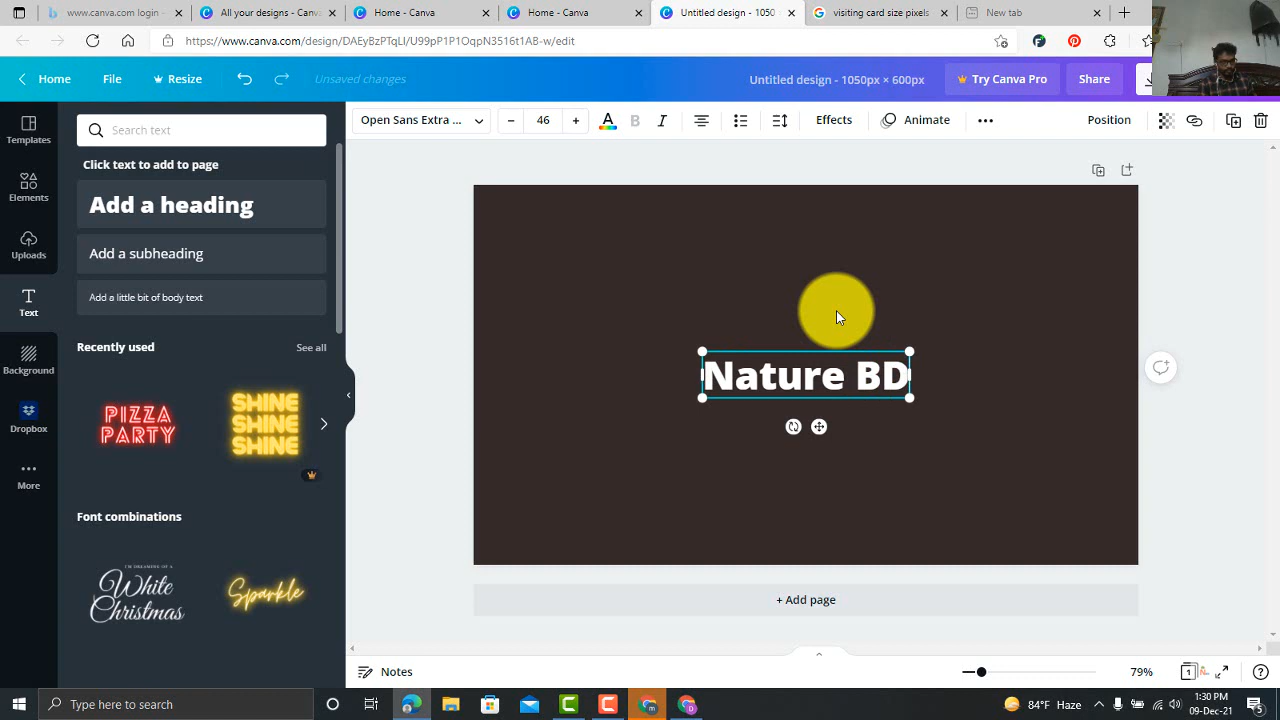 bing - www.canva.com login -
All your designs - Canva
Home - Canva
Home - Canva
Untitled design - 1050
visiting card size pixels
New tab
https://www.canva.com/design/DAEyBzPTqLI/U99pP1P1OqpN3516t1AB-w/edit
Home
File
Resize
Unsaved changes
Untitled design - 1050px × 600px
Try Canva Pro
Share
Open Sans Extra ...
46
A
B
I
Effects
Animate
Position
Templates
Elements
Uploads
Text
Background
Dropbox
More
Search text
Click text to add to page
Add a heading
Add a subheading
Add a little bit of body text
Recently used
See all
PIZZA
PARTY
SHINE
SHINE
SHINE
Font combinations
I'M DREAMING OF A
White
Christmas
Sparkle
Nature BD
+ Add page
Notes
79%
1
Type here to search
84°F Haze
1:30 PM
09-Dec-21